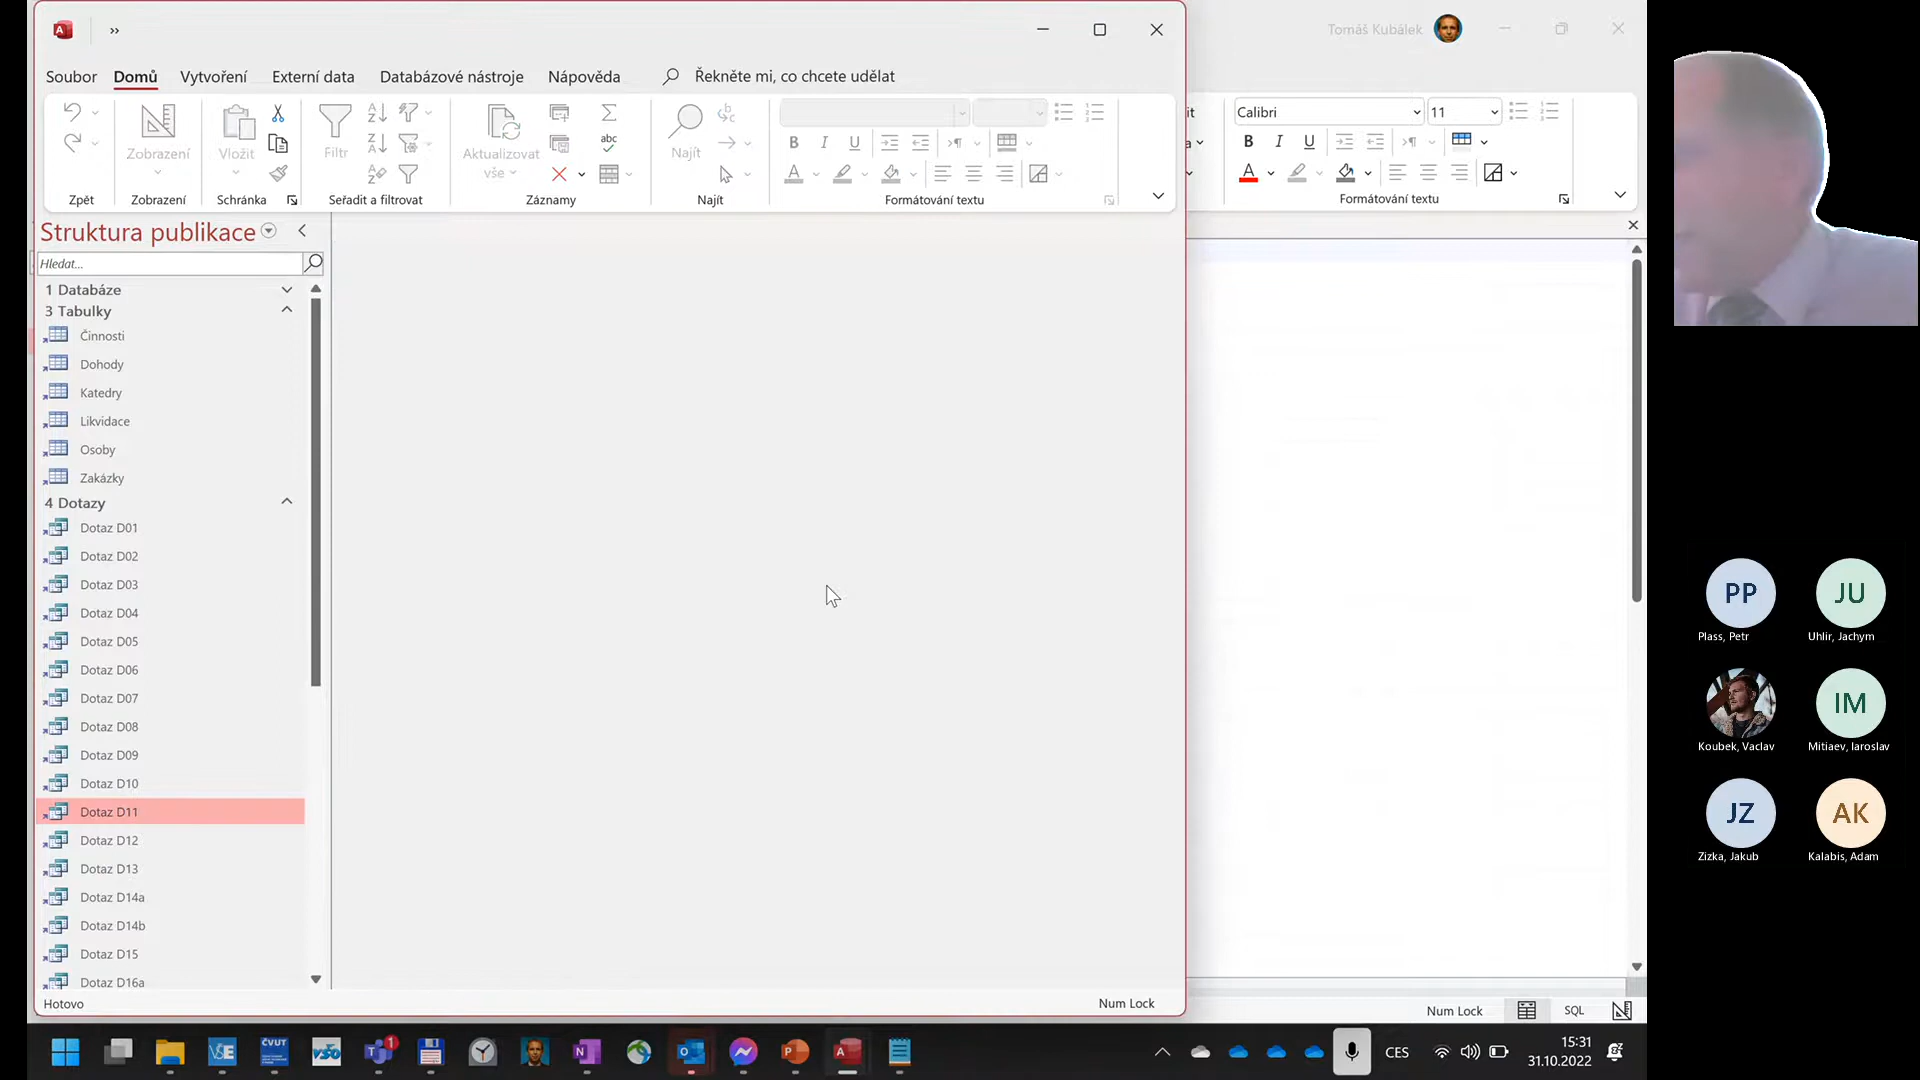 Tomáš Kubálek
Soubor Domů Vytvoření Externí data Databázové nástroje Nápověda Řekněte mi, co chcete udělat
Zobrazení Vložit Filtr Aktualizovat vše Najít
Calibri 11
Zpět Zobrazení Schránka Seřadit a filtrovat Záznamy Najít Formátování textu
Formátování textu
Struktura publikace
Hledat...
1 Databáze
3 Tabulky
Činnosti
Dohody
Katedry
Likvidace
Osoby
Zakázky
4 Dotazy
Dotaz D01
Dotaz D02
Dotaz D03
Dotaz D04
Dotaz D05
Dotaz D06
Dotaz D07
Dotaz D08
Dotaz D09
Dotaz D10
Dotaz D11
Dotaz D12
Dotaz D13
Dotaz D14a
Dotaz D14b
Dotaz D15
Dotaz D16a
Hotovo
Num Lock
Num Lock
SQL
PP
Plass, Petr
JU
Uhlir, Jachym
Koubek, Vaclav
IM
Mitiaev, Iaroslav
JZ
Zizka, Jakub
AK
Kalabis, Adam
CES
15:31
31.10.2022